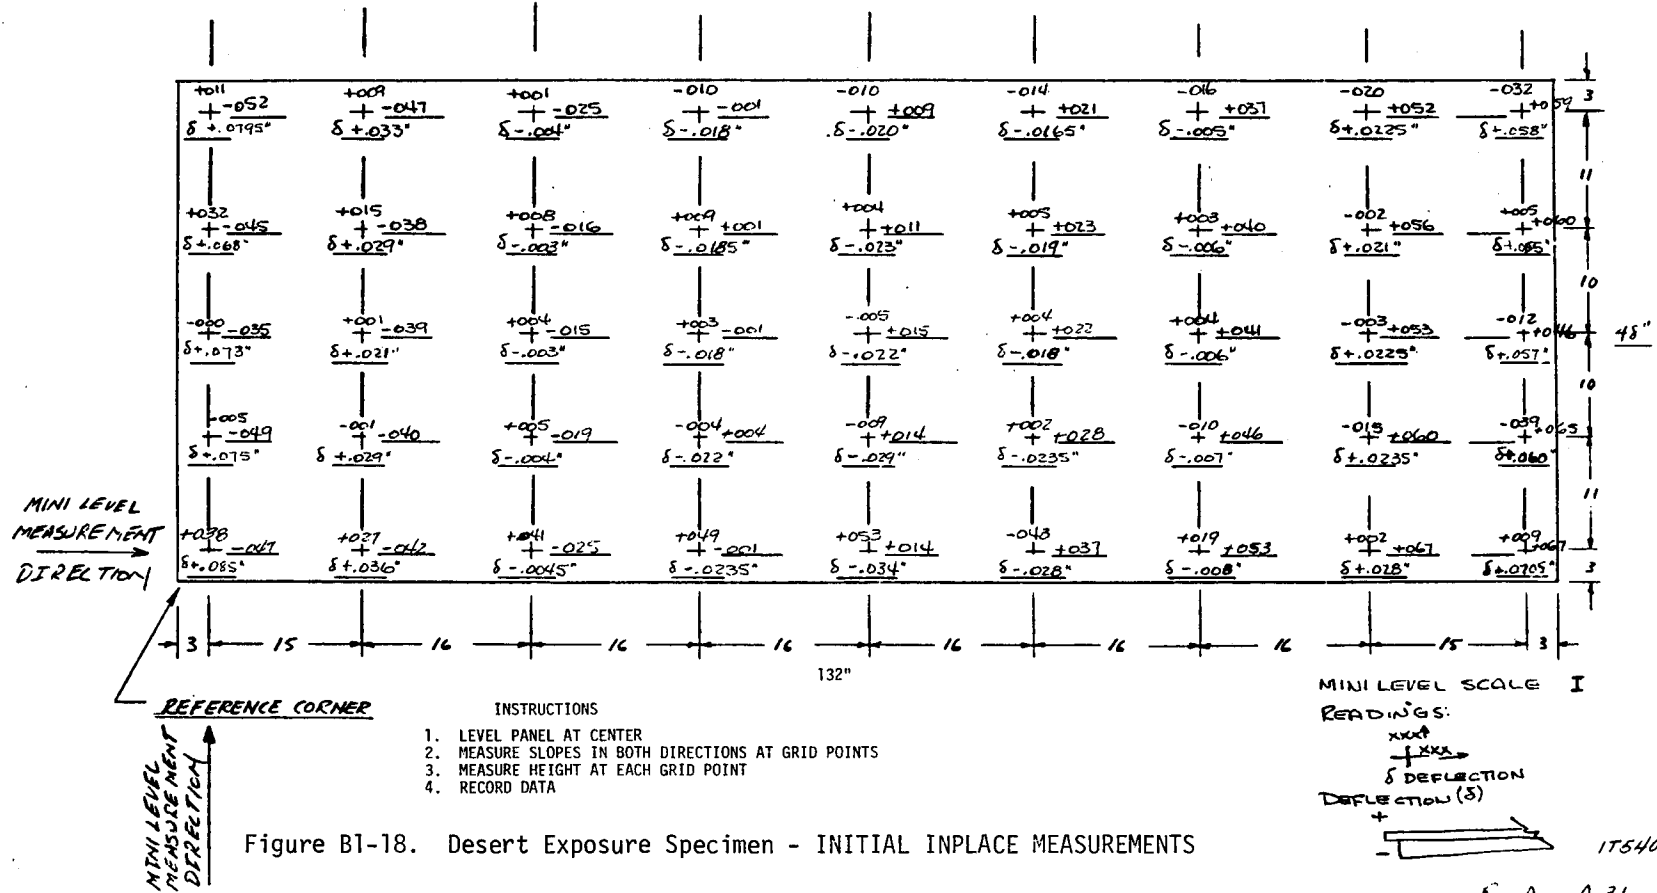 +011 +009 +001 -010 -010 -014 -016 -020 -032
-052 -047 -025 -001 +009 +021 +037 +052 +059
δ+.0795" δ+.033" δ-.004" δ-.018" δ-.020" δ-.0165" δ-.005" δ+.0225" δ+.058"
3
11
+032 +015 +008 +009 +004 +005 +003 -002 +005
-045 -038 -016 +001 +011 +023 +040 +056 +060
δ+.068" δ+.029" δ-.003" δ-.0185" δ-.023" δ-.019" δ-.006" δ+.021"
10
-000 +001 +004 +003 -.005 +004 +004 -003 -012
-035 -039 -015 -001 +015 +022 +041 +053
δ+.073" δ+.021" δ-.003" δ-.018" δ-.022" δ-.018" δ-.006" δ+.0225" δ+.057"
48"
10
-005 -001 +005 -004 -009 +002 -010 -015 -039
-049 -040 -019 +004 +014 +028 +046 +060 +065
δ+.075" δ+.029" δ-.004" δ-.022" δ-.029" δ-.0235" δ-.007" δ+.0235" δ+.060"
11
+038 +027 +041 +049 +053 -043 +019 +002 +009
-047 -042 -025 -001 +014 +037 +053 +067 +067
δ+.085" δ+.036" δ-.0045" δ-.0235" δ-.034" δ-.028" δ-.008" δ+.028" δ+.0705"
3
MINI LEVEL
MEASUREMENT
DIRECTION
3 15 16 16 16 16 16 15 3
132"
REFERENCE CORNER
MINI LEVEL
MEASUREMENT
DIRECTION
INSTRUCTIONS
1. LEVEL PANEL AT CENTER
2. MEASURE SLOPES IN BOTH DIRECTIONS AT GRID POINTS
3. MEASURE HEIGHT AT EACH GRID POINT
4. RECORD DATA
MINI LEVEL SCALE I
READINGS:
XXX
XXX
δ DEFLECTION
DEFLECTION (δ)
+
-
Figure B1-18. Desert Exposure Specimen - INITIAL INPLACE MEASUREMENTS